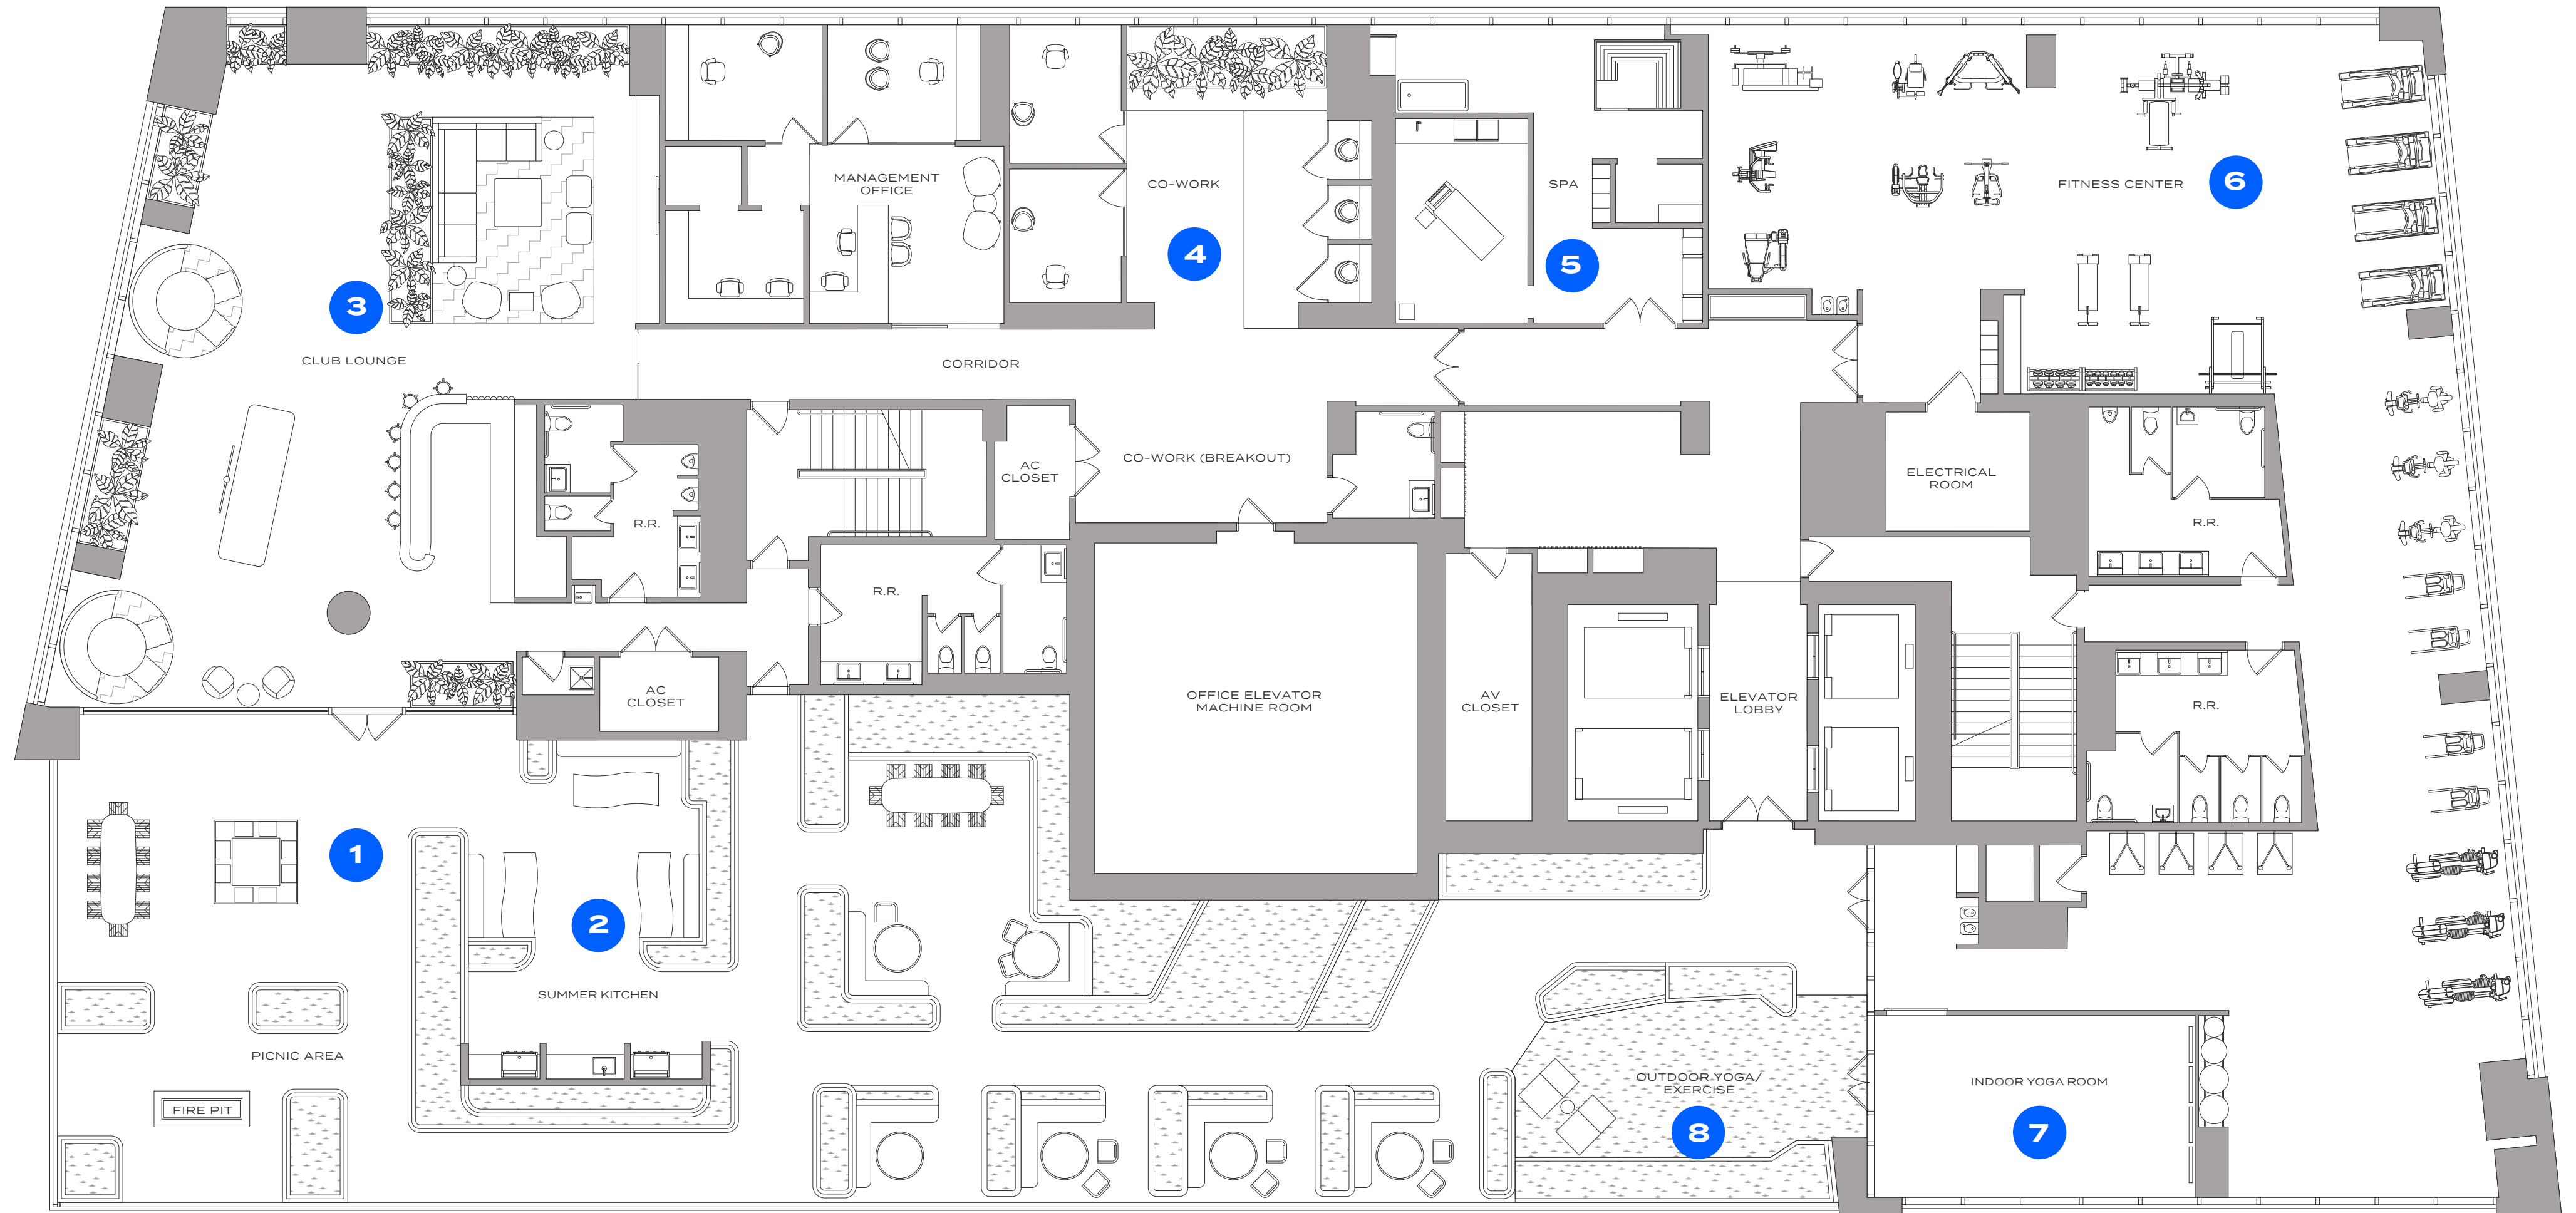 MANAGEMENT
OFFICE
CO-WORK
4
SPA
5
FITNESS CENTER
6
3
CLUB LOUNGE
CORRIDOR
CO-WORK (BREAKOUT)
AC
CLOSET
ELECTRICAL
ROOM
R.R.
R.R.
R.R.
AC
CLOSET
OFFICE ELEVATOR
MACHINE ROOM
AV
CLOSET
ELEVATOR
LOBBY
R.R.
1
2
SUMMER KITCHEN
PICNIC AREA
FIRE PIT
OUTDOOR YOGA/
EXERCISE
8
INDOOR YOGA ROOM
7